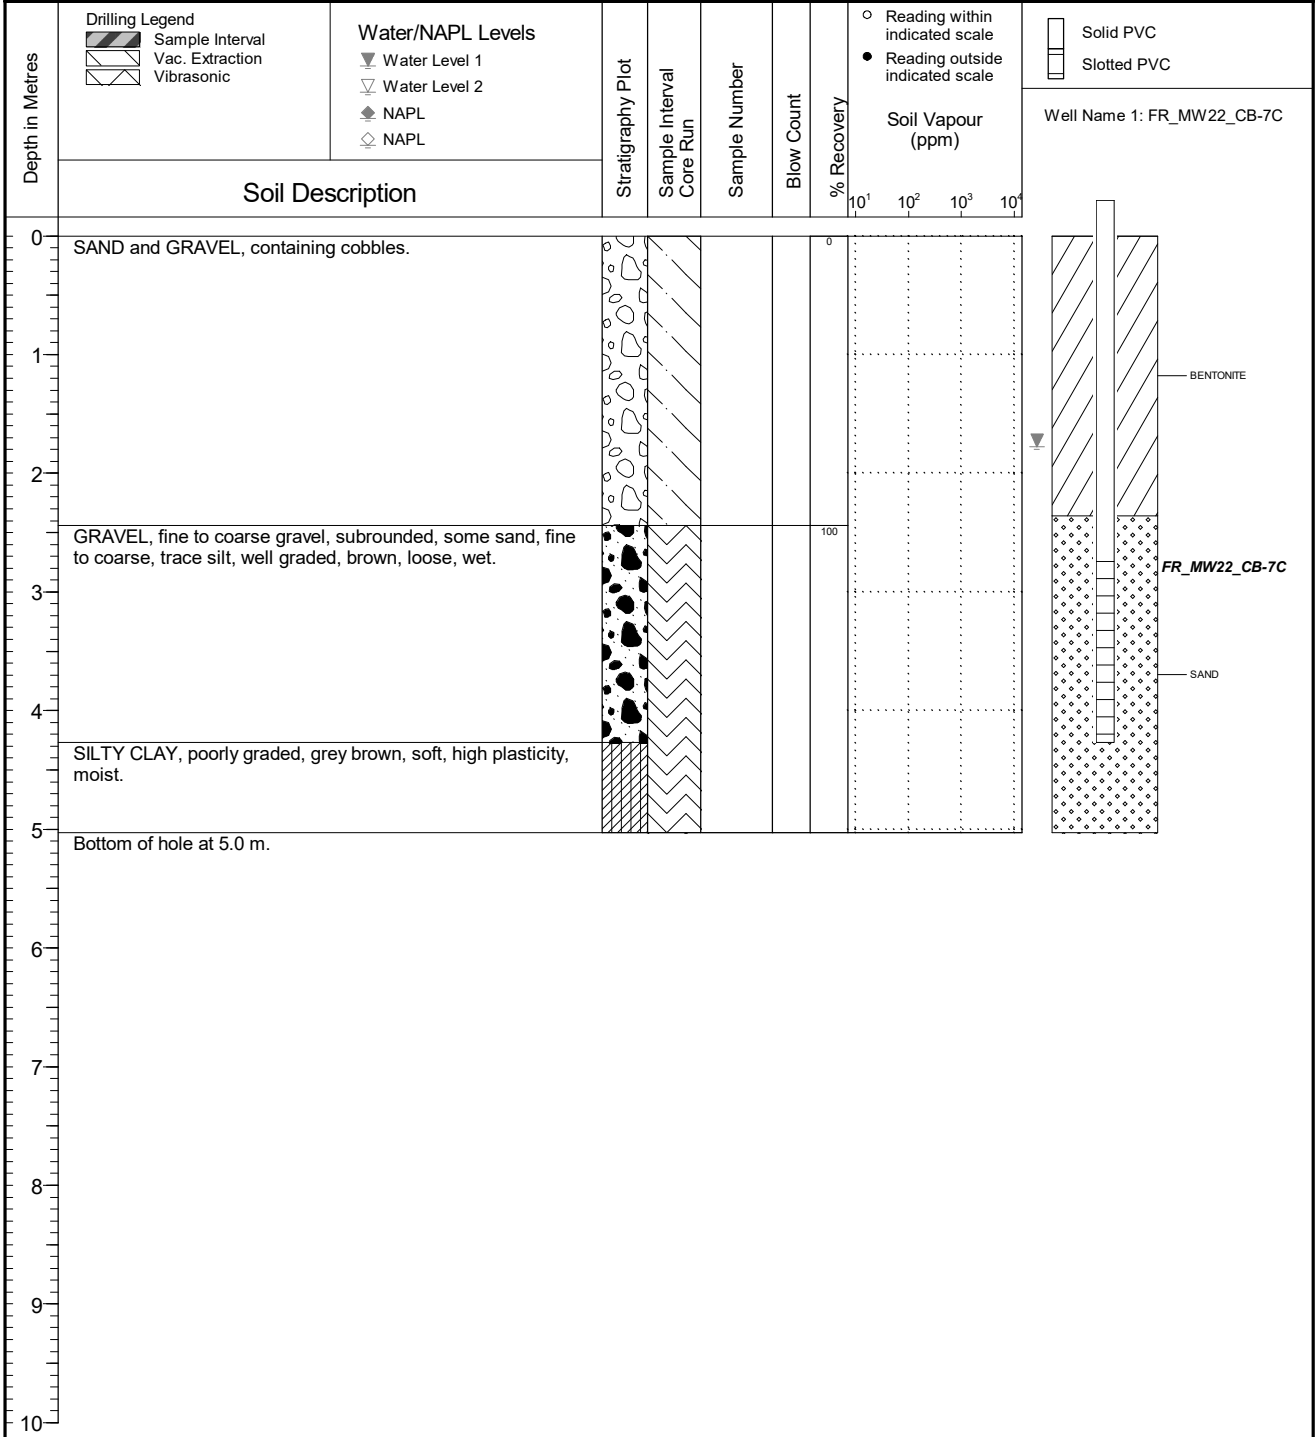 Depth in Metres
Drilling Legend
Sample Interval
Vac. Extraction
Vibrasonic
Water/NAPL Levels
Water Level 1
Water Level 2
NAPL
NAPL
Soil Description
Stratigraphy Plot
Sample Interval
Core Run
Sample Number
Blow Count
% Recovery
Reading within
indicated scale
Reading outside
indicated scale
Soil Vapour
(ppm)
10¹ 10² 10³ 10⁴
Solid PVC
Slotted PVC
Well Name 1: FR_MW22_CB-7C
0
SAND and GRAVEL, containing cobbles.
0
1
BENTONITE
2
GRAVEL, fine to coarse gravel, subrounded, some sand, fine
to coarse, trace silt, well graded, brown, loose, wet.
100
FR_MW22_CB-7C
3
SAND
4
SILTY CLAY, poorly graded, grey brown, soft, high plasticity,
moist.
5
Bottom of hole at 5.0 m.
6
7
8
9
10